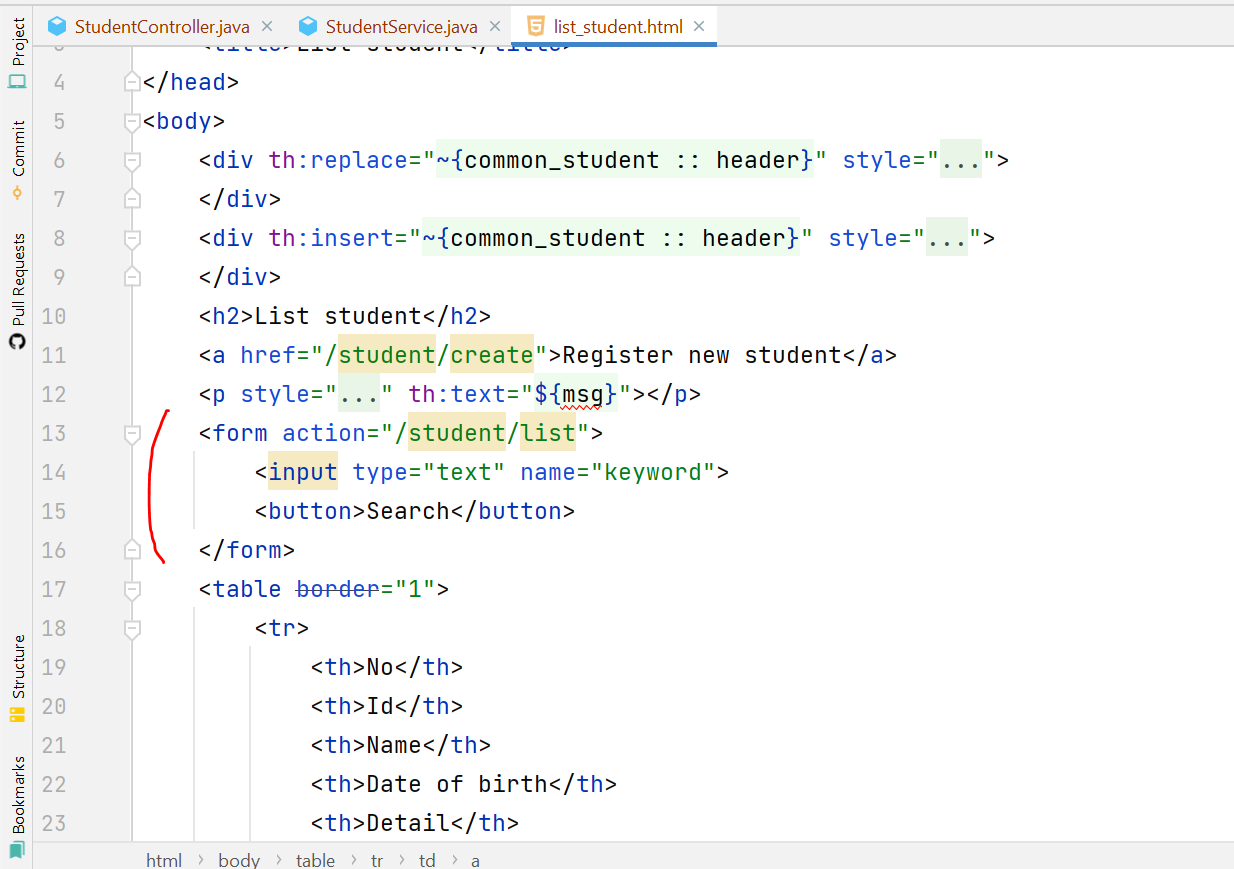 StudentController.java × StudentService.java × list_student.html ×
Project
Commit
Pull Requests
Structure
Bookmarks
3 <title>List student</title>
4 </head>
5 <body>
6 <div th:replace="~{common_student :: header}" style="...">
7 </div>
8 <div th:insert="~{common_student :: header}" style="...">
9 </div>
10 <h2>List student</h2>
11 <a href="/student/create">Register new student</a>
12 <p style="..." th:text="${msg}"></p>
13 <form action="/student/list">
14 <input type="text" name="keyword">
15 <button>Search</button>
16 </form>
17 <table border="1">
18 <tr>
19 <th>No</th>
20 <th>Id</th>
21 <th>Name</th>
22 <th>Date of birth</th>
23 <th>Detail</th>
html › body › table › tr › td › a